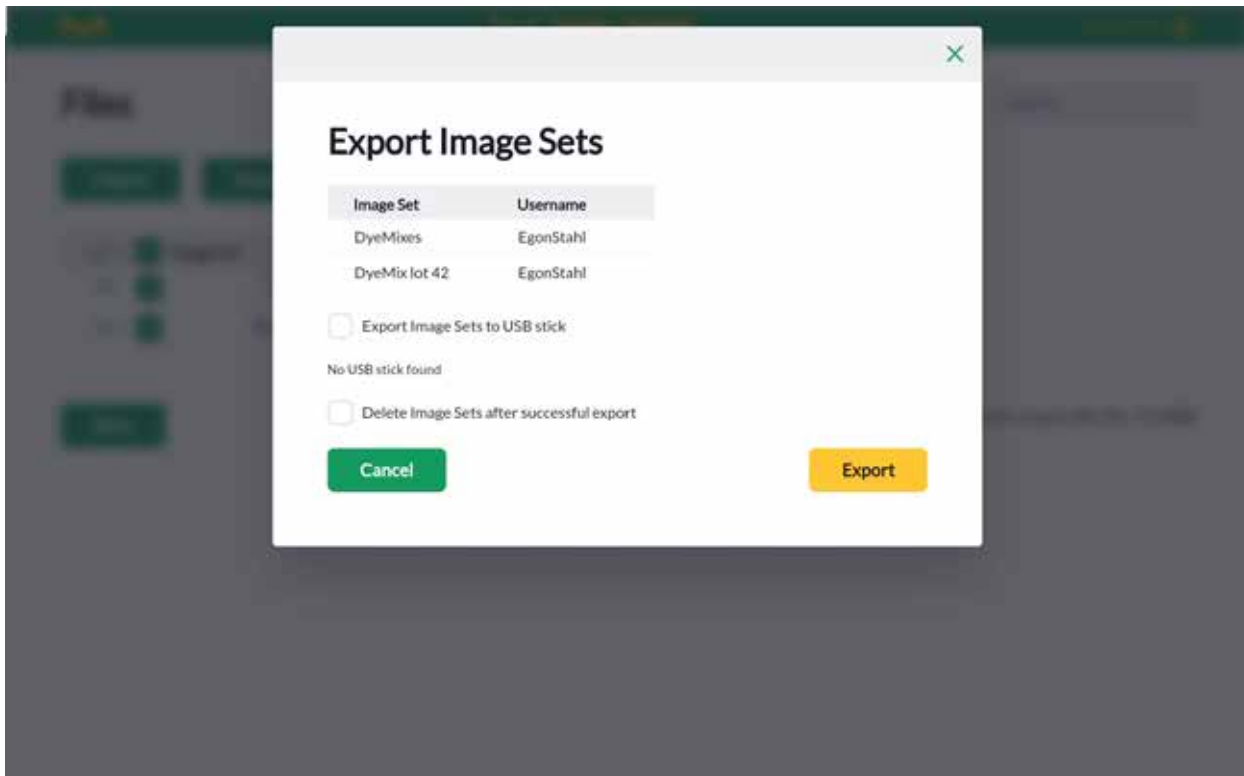 Files
Export Image Sets
Image Set Username
DyeMixes EgonStahl
DyeMix lot 42 EgonStahl
Export Image Sets to USB stick
No USB stick found
Delete Image Sets after successful export
Cancel Export